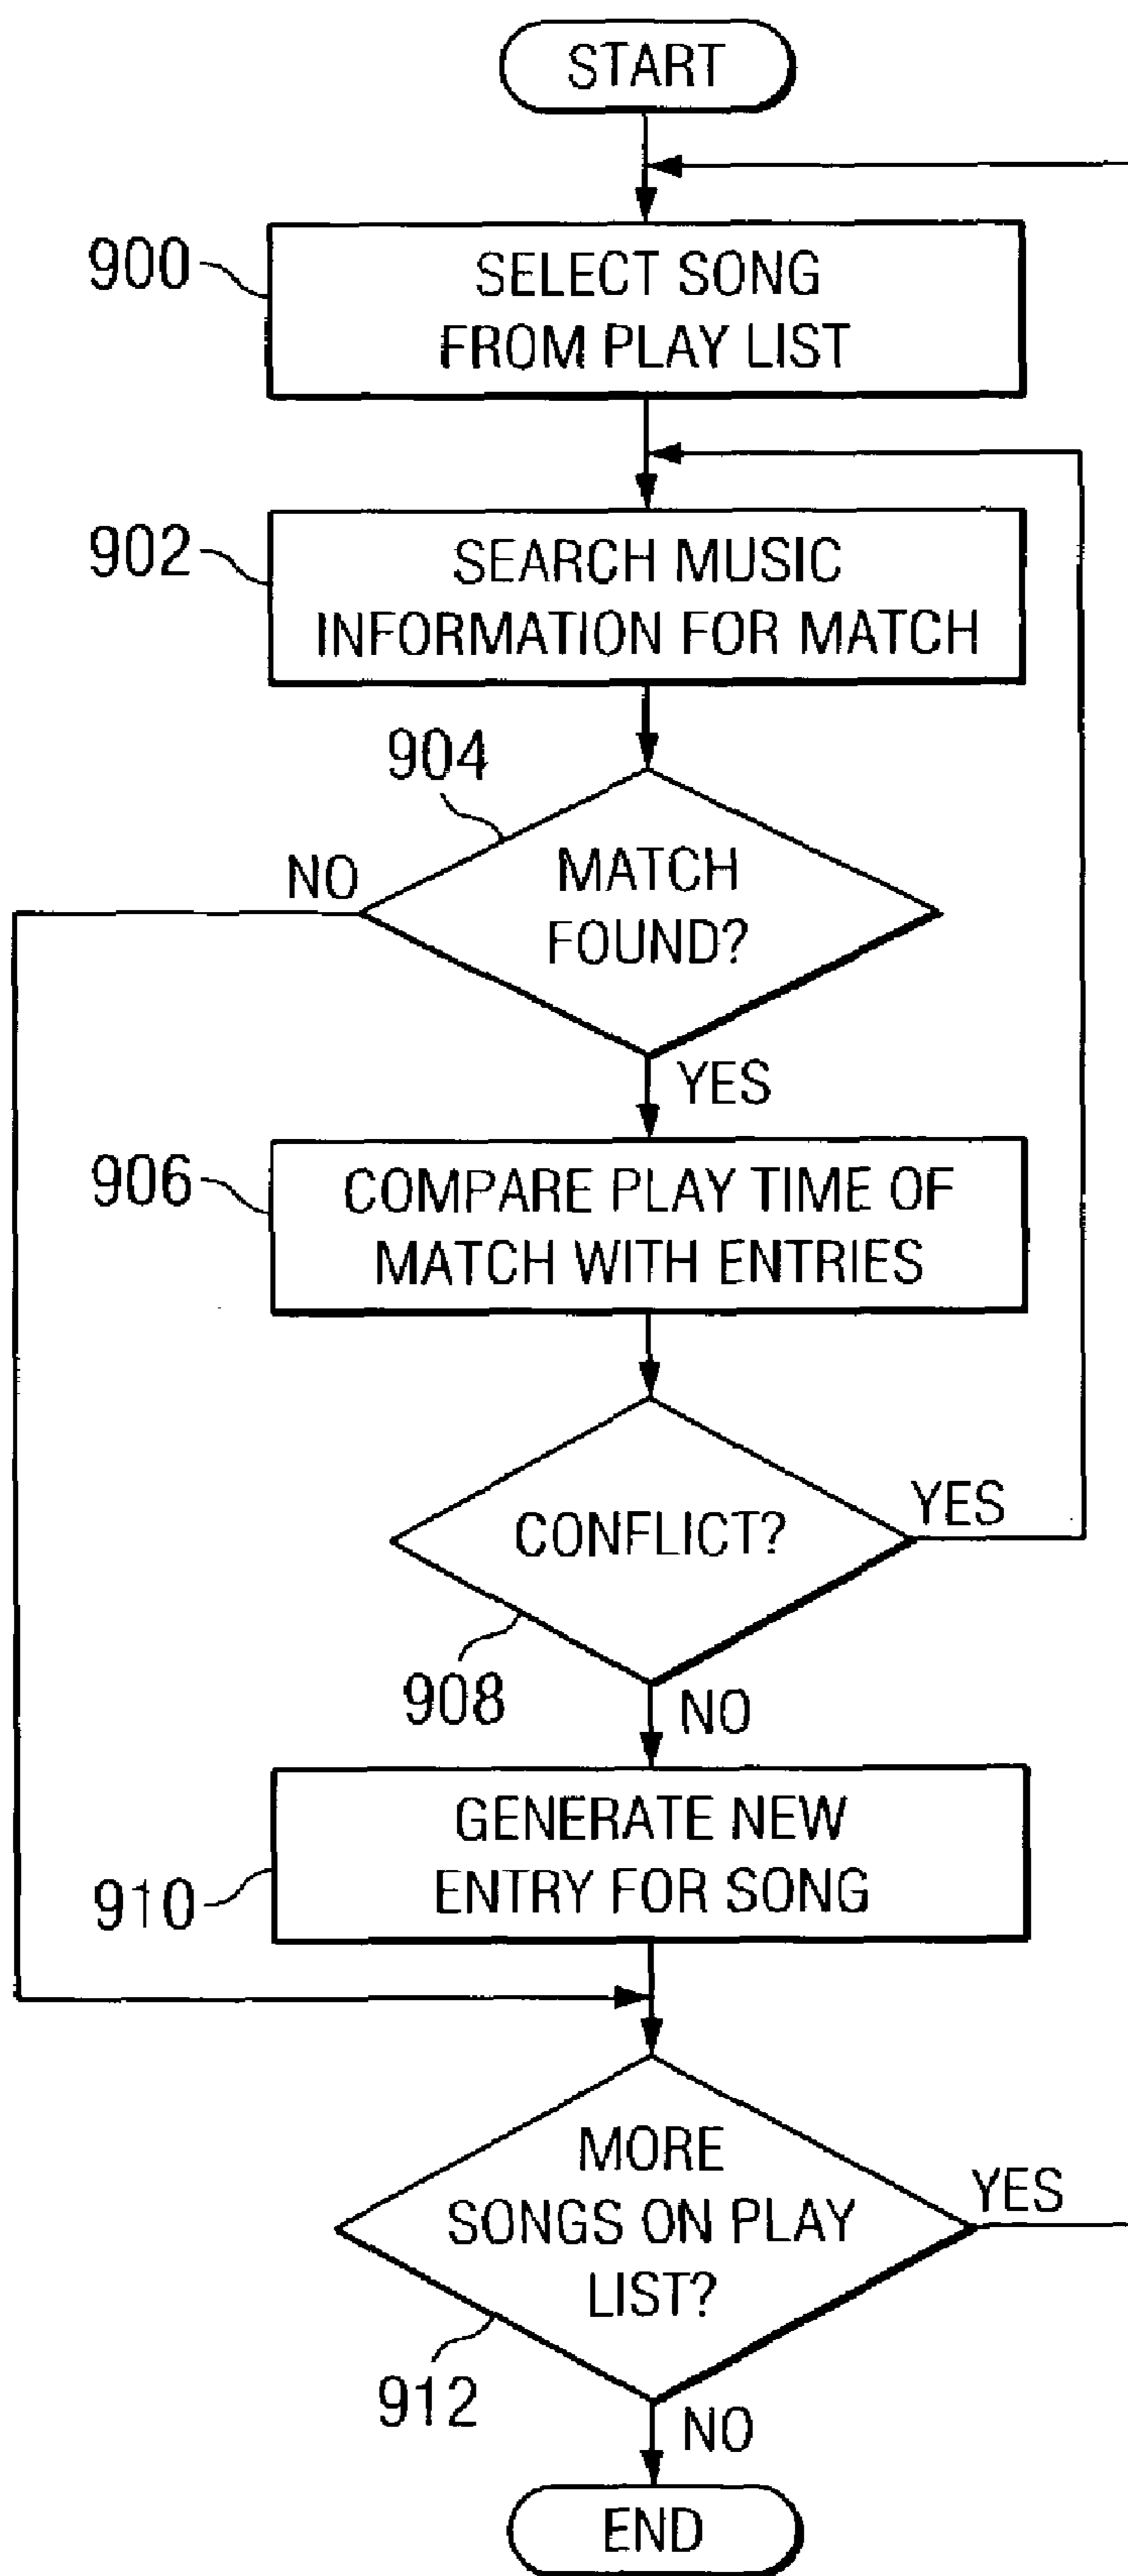 START
900
SELECT SONG
FROM PLAY LIST
902
SEARCH MUSIC
INFORMATION FOR MATCH
904
NO
MATCH
FOUND?
YES
906
COMPARE PLAY TIME OF
MATCH WITH ENTRIES
CONFLICT?
YES
908
NO
GENERATE NEW
ENTRY FOR SONG
910
MORE
SONGS ON PLAY
LIST?
YES
912
NO
END